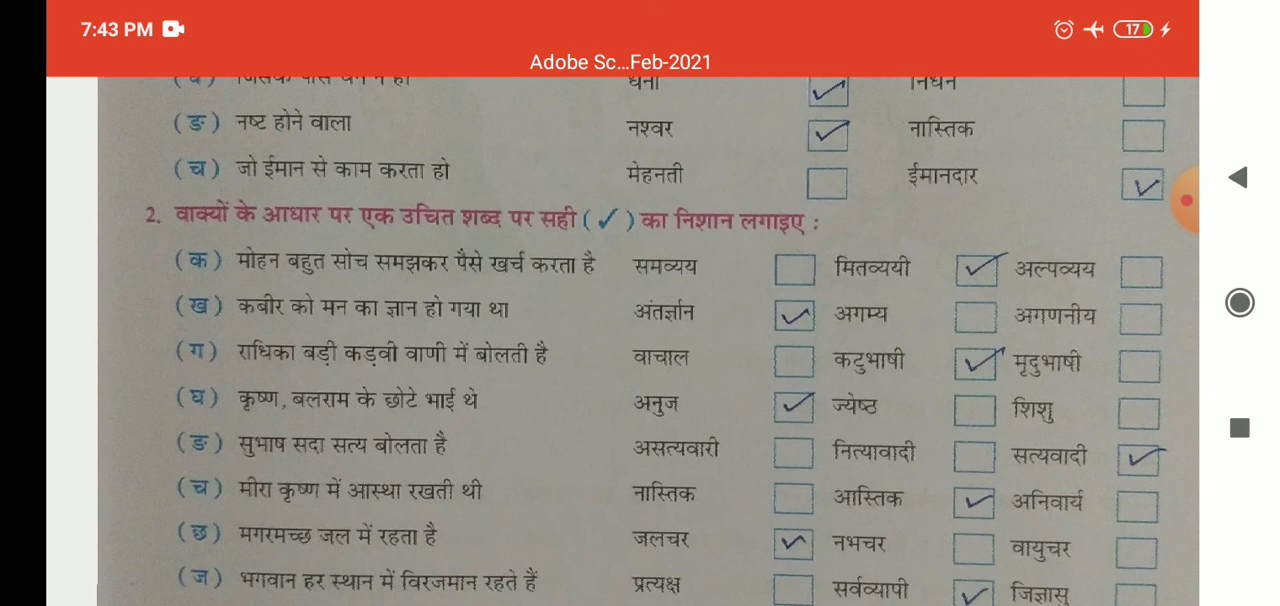 7:43 PM 17
Adobe Sc...Feb-2021
धनी ✓ निर्धन
(ङ) नष्ट होने वाला नश्वर ✓ नास्तिक
(च) जो ईमान से काम करता हो मेहनती ईमानदार ✓
2. वाक्यों के आधार पर एक उचित शब्द पर सही (✓) का निशान लगाइए :
(क) मोहन बहुत सोच समझकर पैसे खर्च करता है समव्यय मितव्ययी ✓ अल्पव्यय
(ख) कबीर को मन का ज्ञान हो गया था अंतर्ज्ञान ✓ अगम्य अगणनीय
(ग) राधिका बड़ी कड़वी वाणी में बोलती है वाचाल कटुभाषी ✓ मृदुभाषी
(घ) कृष्ण, बलराम के छोटे भाई थे अनुज ✓ ज्येष्ठ शिशु
(ङ) सुभाष सदा सत्य बोलता है असत्यवारी नित्यावादी सत्यवादी ✓
(च) मीरा कृष्ण में आस्था रखती थी नास्तिक आस्तिक ✓ अनिवार्य
(छ) मगरमच्छ जल में रहता है जलचर ✓ नभचर वायुचर
(ज) भगवान हर स्थान में विरजमान रहते हैं प्रत्यक्ष सर्वव्यापी ✓ जिज्ञासु